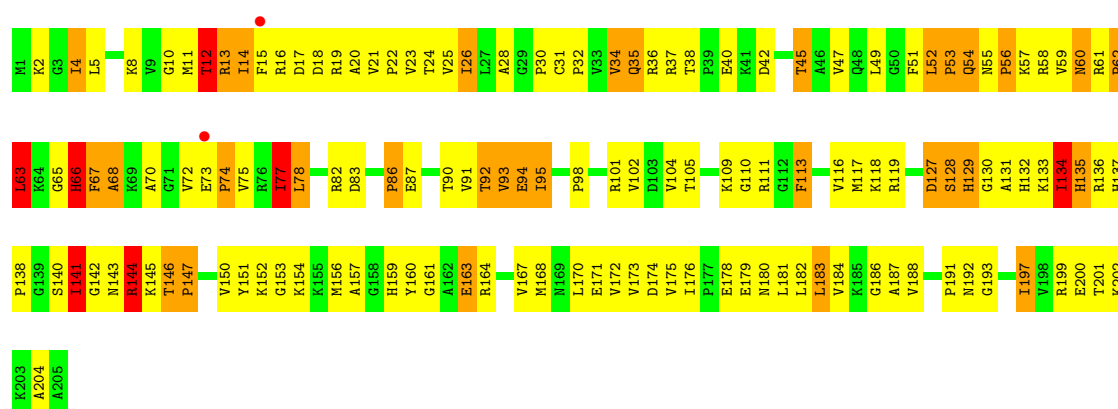 M1 K2 G3 I4 L5 K8 V9 G10 M11 T12 R13 I14 F15 R16 D17 D18 R19 A20 V21 P22 V23 T24 V25 I26 L27 A28 G29 P30 C31 P32 V33 V34 Q35 R36 R37 T38 P39 E40 K41 D42 T45 A46 V47 Q48 L49 G50 F51 L52 P53 Q54 N55 P56 K57 R58 V59 N60 R61 P62
L63 K64 G65 H66 F67 A68 K69 A70 G71 V72 E73 P74 V75 R76 I77 L78 R82 D83 P86 E87 T90 V91 T92 V93 E94 I95 P98 R101 V102 D103 V104 T105 K109 G110 R111 G112 F113 V116 M117 K118 R119 D127 S128 H129 G130 A131 H132 K133 I134 H135 R136 H137
P138 G139 S140 I141 G142 N143 R144 K145 T146 P147 V150 Y151 K152 G153 K154 K155 M156 A157 G158 H159 Y160 G161 A162 E163 R164 V167 M168 N169 L170 E171 V172 V173 D174 V175 I176 P177 E178 E179 N180 L181 L182 L183 V184 K185 G186 A187 V188 P191 N192 G193 I197 V198 R199 E200 T201 K202
K203 A204 A205